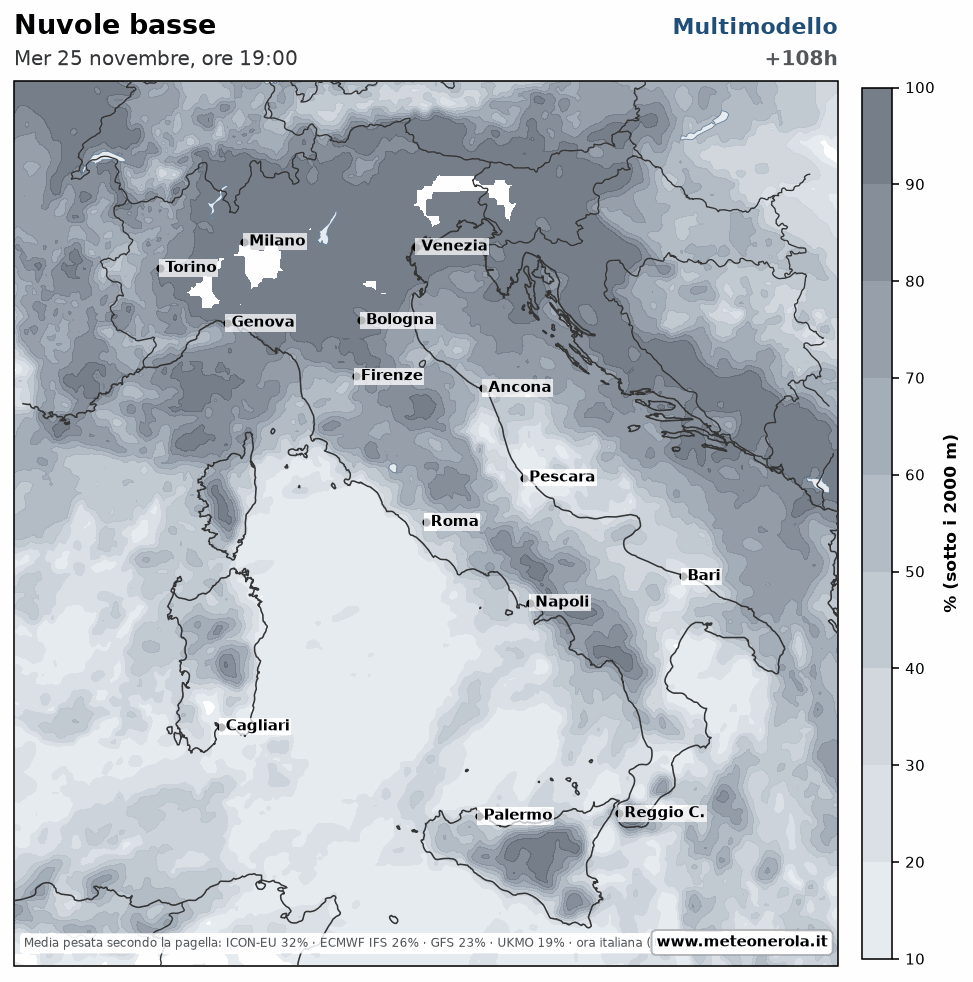 Nuvole basse
Multimodello
Mer 25 novembre, ore 19:00
+108h
Milano
Torino
Venezia
Genova
Bologna
Firenze
Ancona
Pescara
Roma
Bari
Napoli
Cagliari
Palermo
Reggio C.
100
90
80
70
60
50
40
30
20
10
% (sotto i 2000 m)
Media pesata secondo la pagella: ICON-EU 32% · ECMWF IFS 26% · GFS 23% · UKMO 19% · ora italiana (
www.meteonerola.it